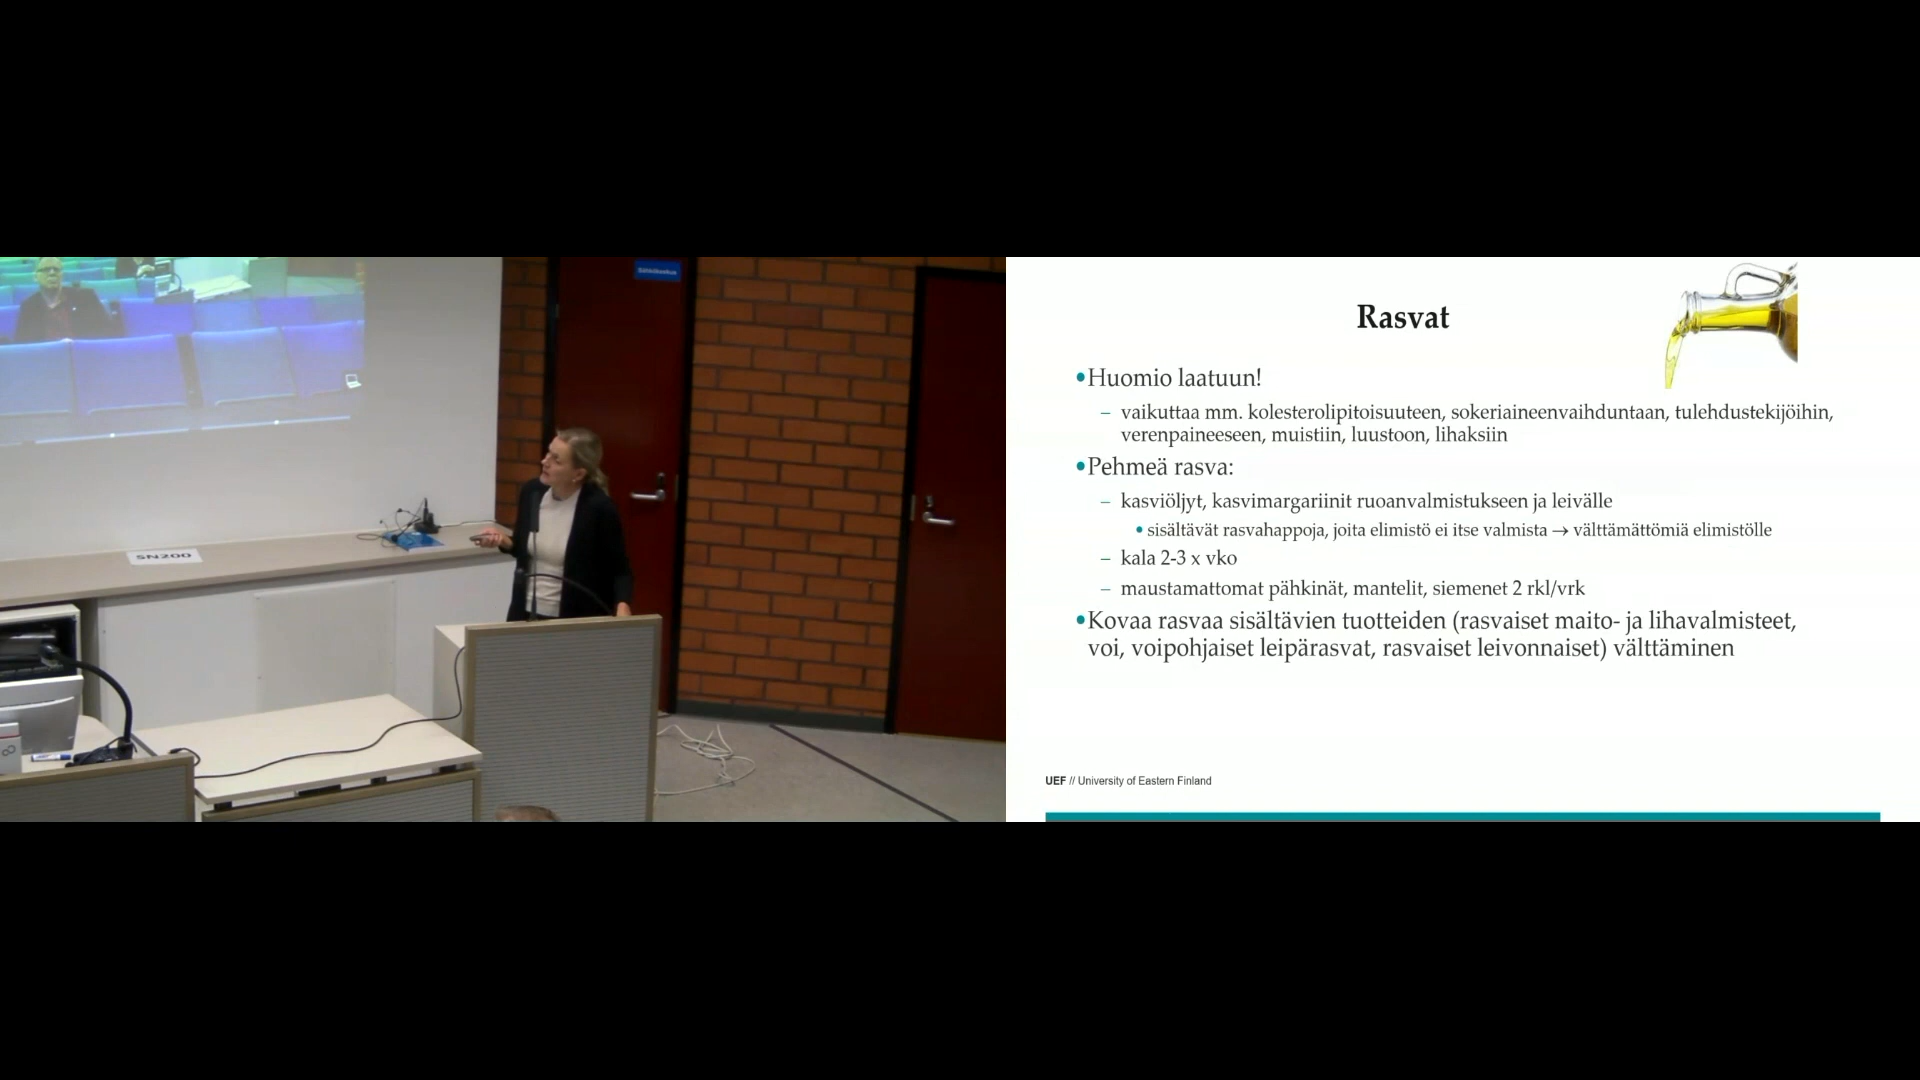 Sähkökeskus
SN200
Rasvat
•Huomio laatuun!
– vaikuttaa mm. kolesterolipitoisuuteen, sokeriaineenvaihduntaan, tulehdustekijöihin,
verenpaineeseen, muistiin, luustoon, lihaksiin
•Pehmeä rasva:
– kasviöljyt, kasvimargariinit ruoanvalmistukseen ja leivälle
• sisältävät rasvahappoja, joita elimistö ei itse valmista → välttämättömiä elimistölle
– kala 2-3 x vko
– maustamattomat pähkinät, mantelit, siemenet 2 rkl/vrk
•Kovaa rasvaa sisältävien tuotteiden (rasvaiset maito- ja lihavalmisteet,
voi, voipohjaiset leipärasvat, rasvaiset leivonnaiset) välttäminen
UEF // University of Eastern Finland